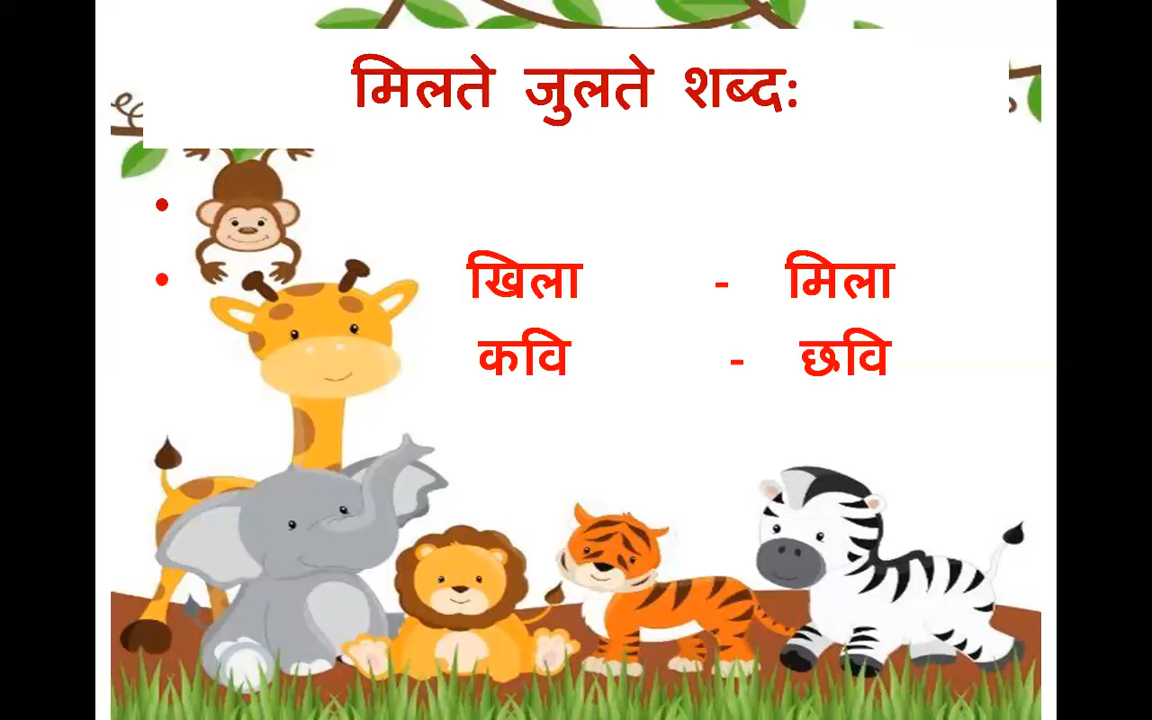 मिलते जुलते शब्द:
• 
• खिला - मिला
कवि - छवि